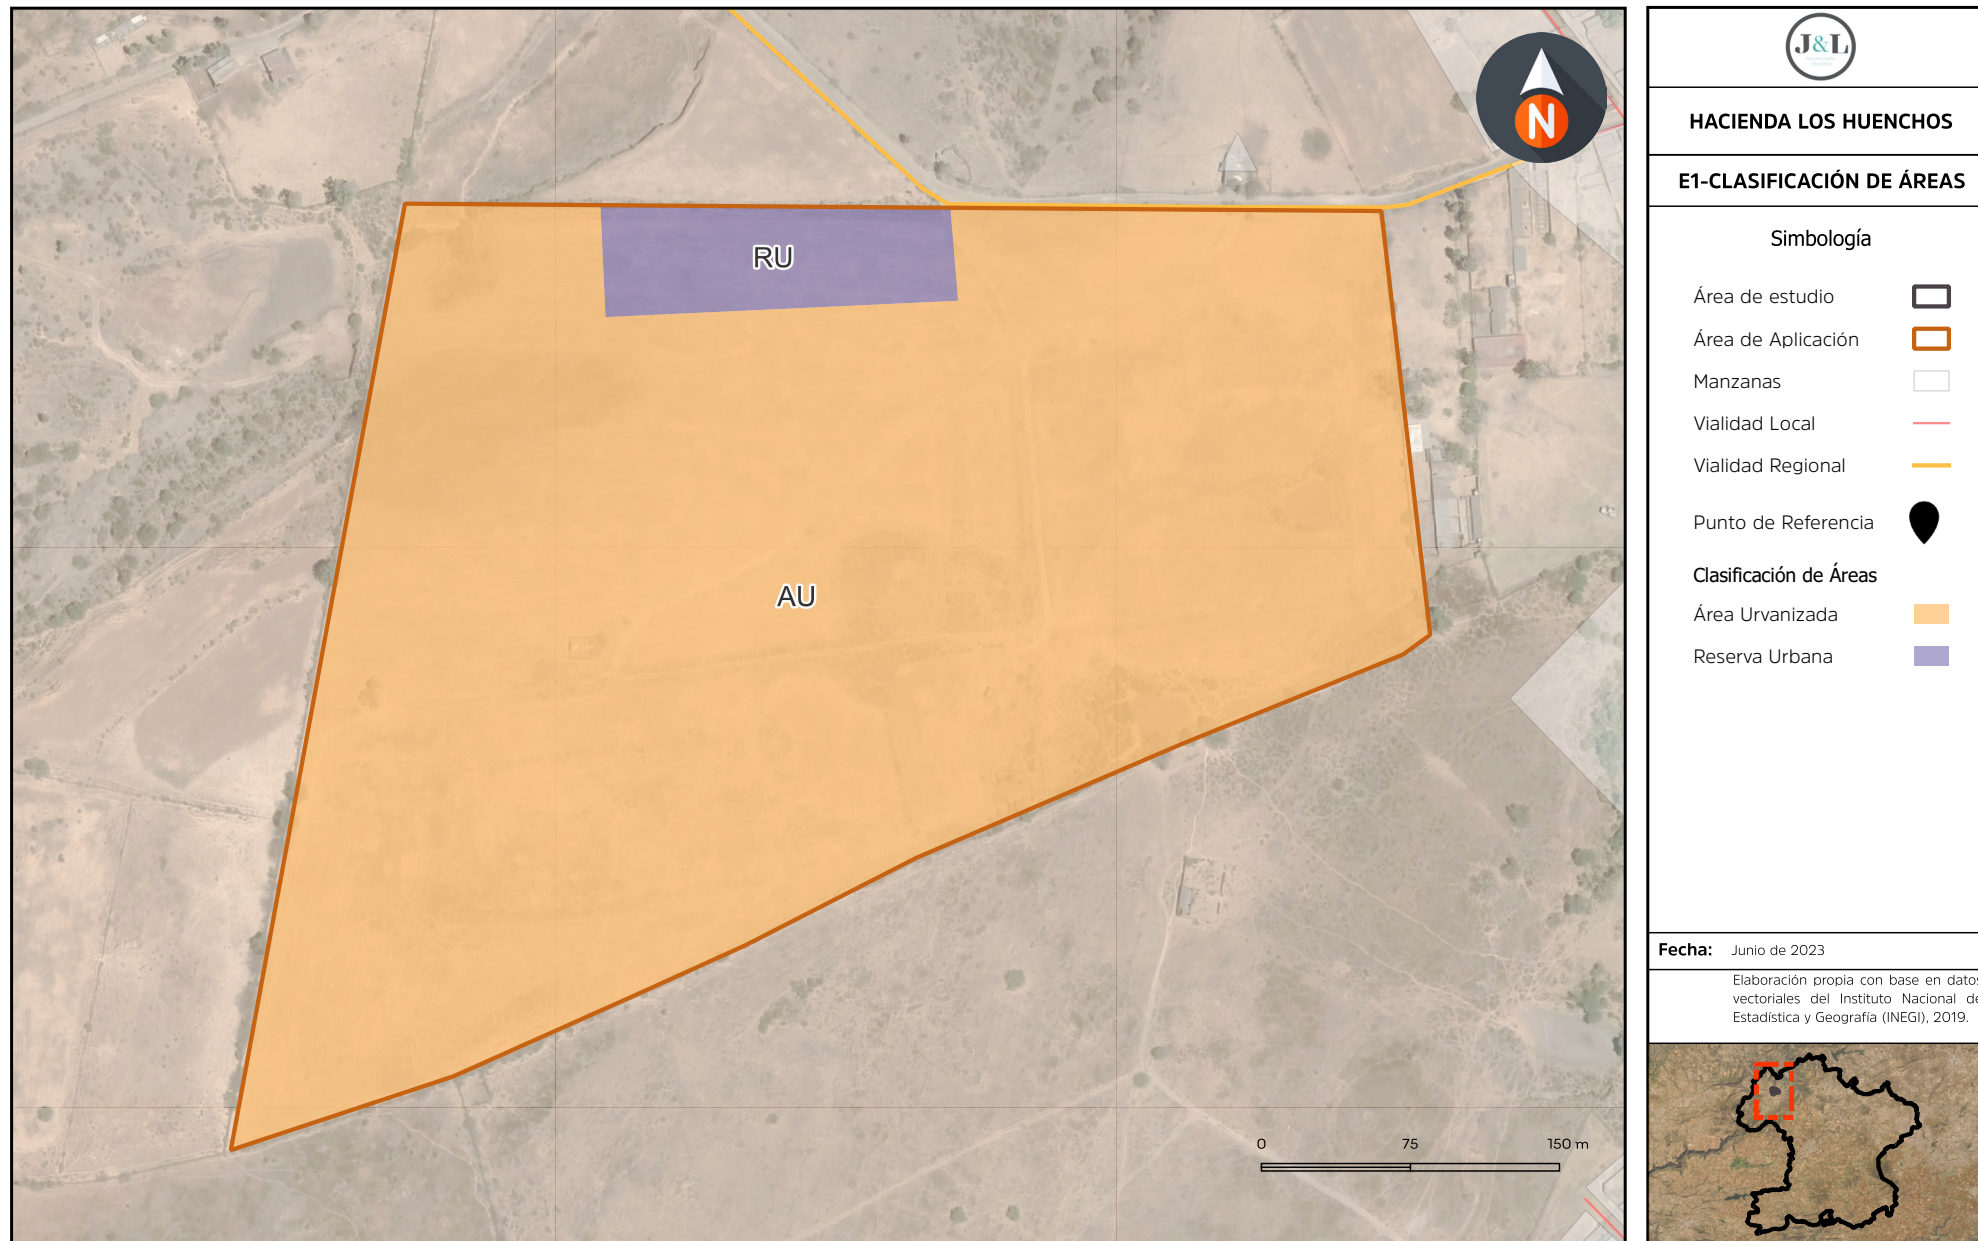 N
RU
AU
0 75 150 m
J&L
HACIENDA LOS HUENCHOS
E1-CLASIFICACIÓN DE ÁREAS
Simbología
Área de estudio
Área de Aplicación
Manzanas
Vialidad Local
Vialidad Regional
Punto de Referencia
Clasificación de Áreas
Área Urvanizada
Reserva Urbana
Fecha: Junio de 2023
Elaboración propia con base en datos
vectoriales del Instituto Nacional de
Estadística y Geografía (INEGI), 2019.